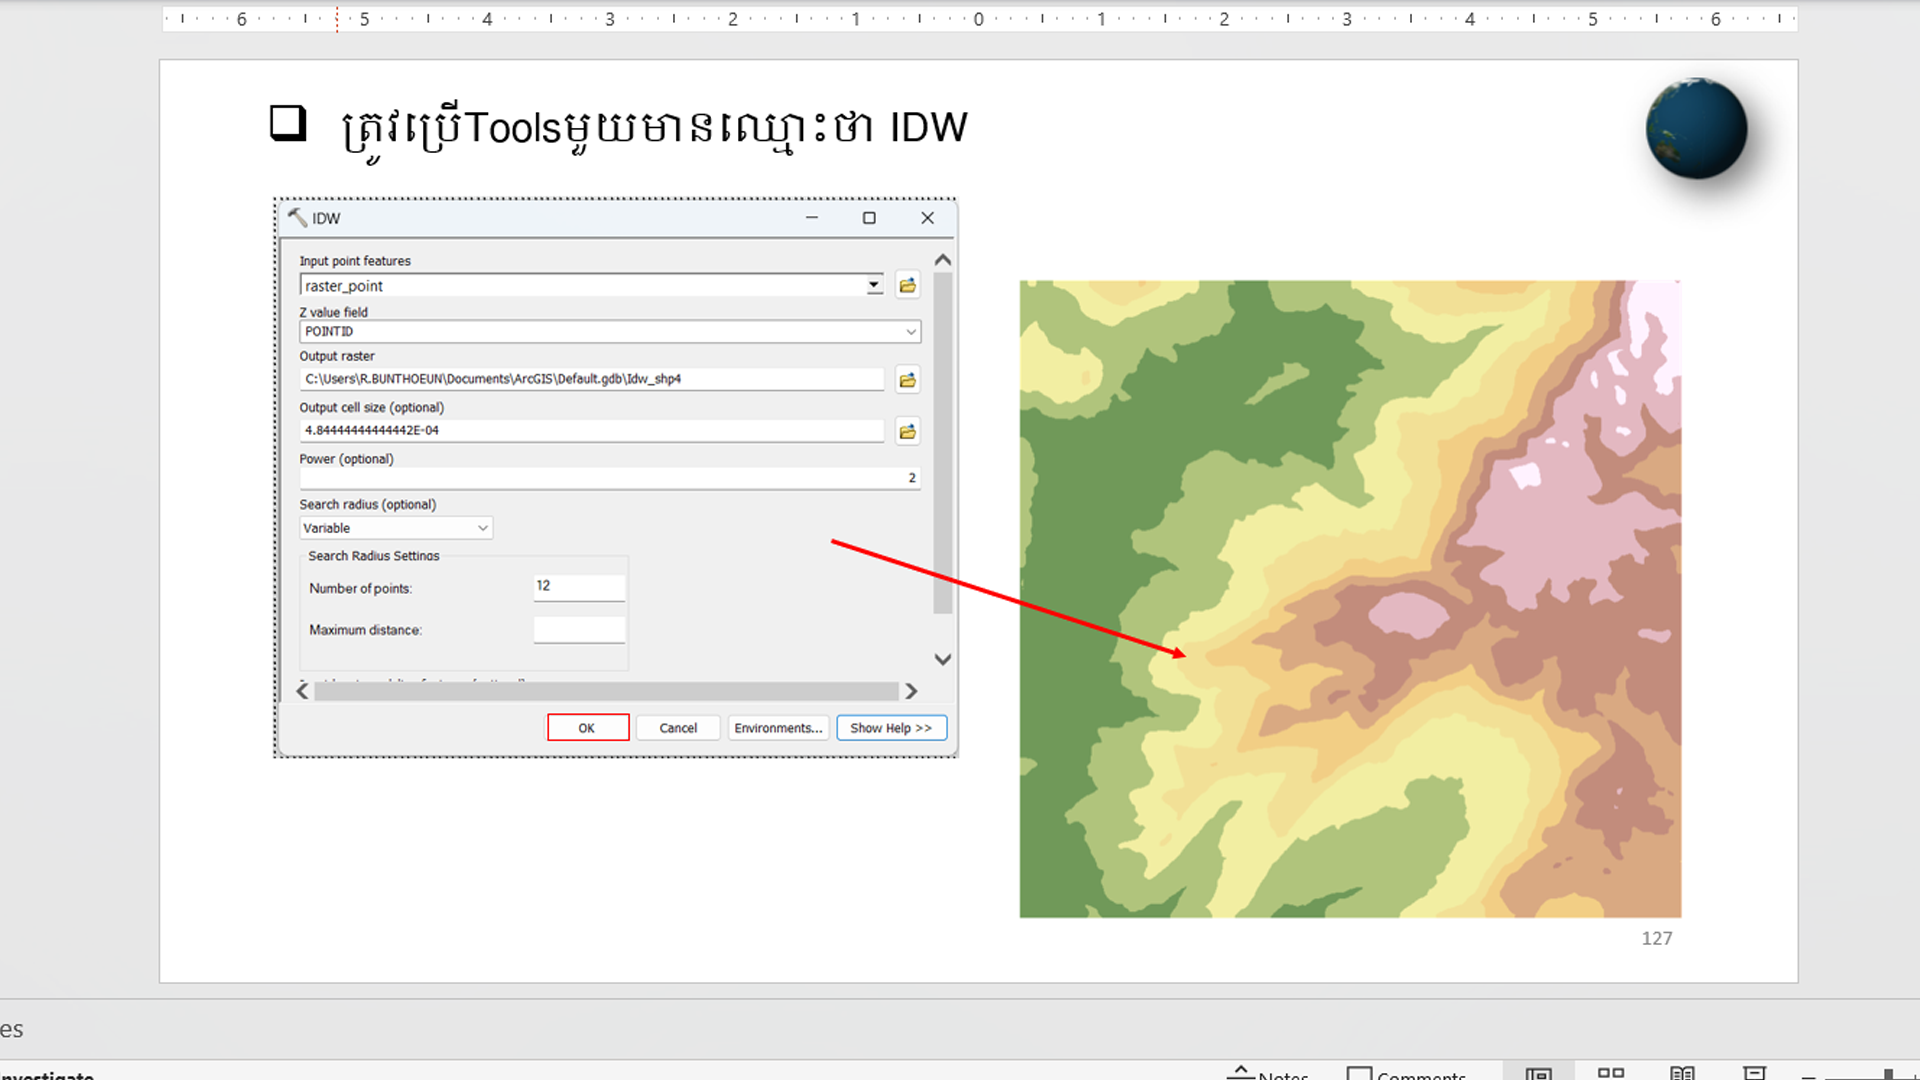 6 5 4 3 2 1 0 1 2 3 4 5 6
ត្រូវប្រើToolsមួយមានឈ្មោះថា IDW
IDW
Input point features
raster_point
Z value field
POINTID
Output raster
C:\Users\R.BUNTHOEUN\Documents\ArcGIS\Default.gdb\Idw_shp4
Output cell size (optional)
4.84444444444442E-04
Power (optional)
2
Search radius (optional)
Variable
Search Radius Settings
Number of points:
12
Maximum distance:
OK Cancel Environments... Show Help >>
127
es
nvestigate
Notes Comments